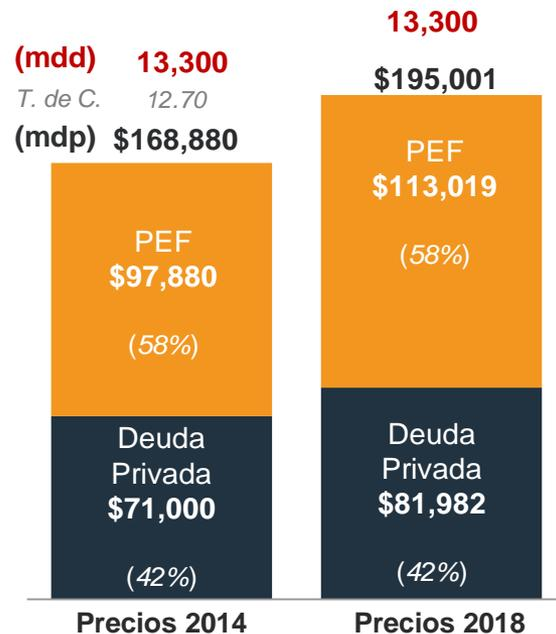 13,300
(mdd) 13,300
$195,001
T. de C. 12.70
(mdp) $168,880
PEF
$97,880
(58%)
Deuda
Privada
$71,000
(42%)
PEF
$113,019
(58%)
Deuda
Privada
$81,982
(42%)
Precios 2014
Precios 2018